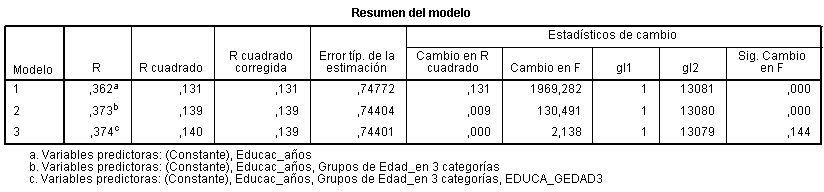 Resumen del modelo
Estadísticos de cambio
Modelo R R cuadrado R cuadrado corregida Error típ. de la estimación Cambio en R cuadrado Cambio en F gl1 gl2 Sig. Cambio en F
1 ,362a ,131 ,131 ,74772 ,131 1969,282 1 13081 ,000
2 ,373b ,139 ,139 ,74404 ,009 130,491 1 13080 ,000
3 ,374c ,140 ,139 ,74401 ,000 2,138 1 13079 ,144
a. Variables predictoras: (Constante), Educac_años
b. Variables predictoras: (Constante), Educac_años, Grupos de Edad_en 3 categorías
c. Variables predictoras: (Constante), Educac_años, Grupos de Edad_en 3 categorías, EDUCA_GEDAD3